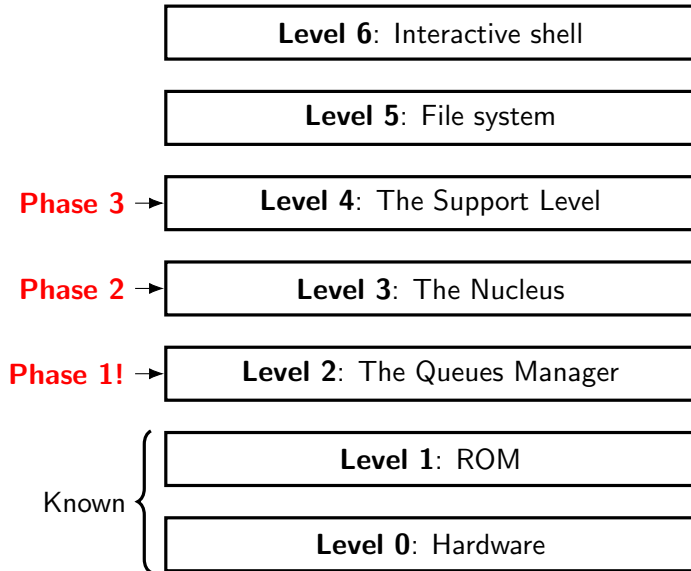 Level 6: Interactive shell
Level 5: File system
Phase 3 Level 4: The Support Level
Phase 2 Level 3: The Nucleus
Phase 1! Level 2: The Queues Manager
Level 1: ROM
Known
Level 0: Hardware